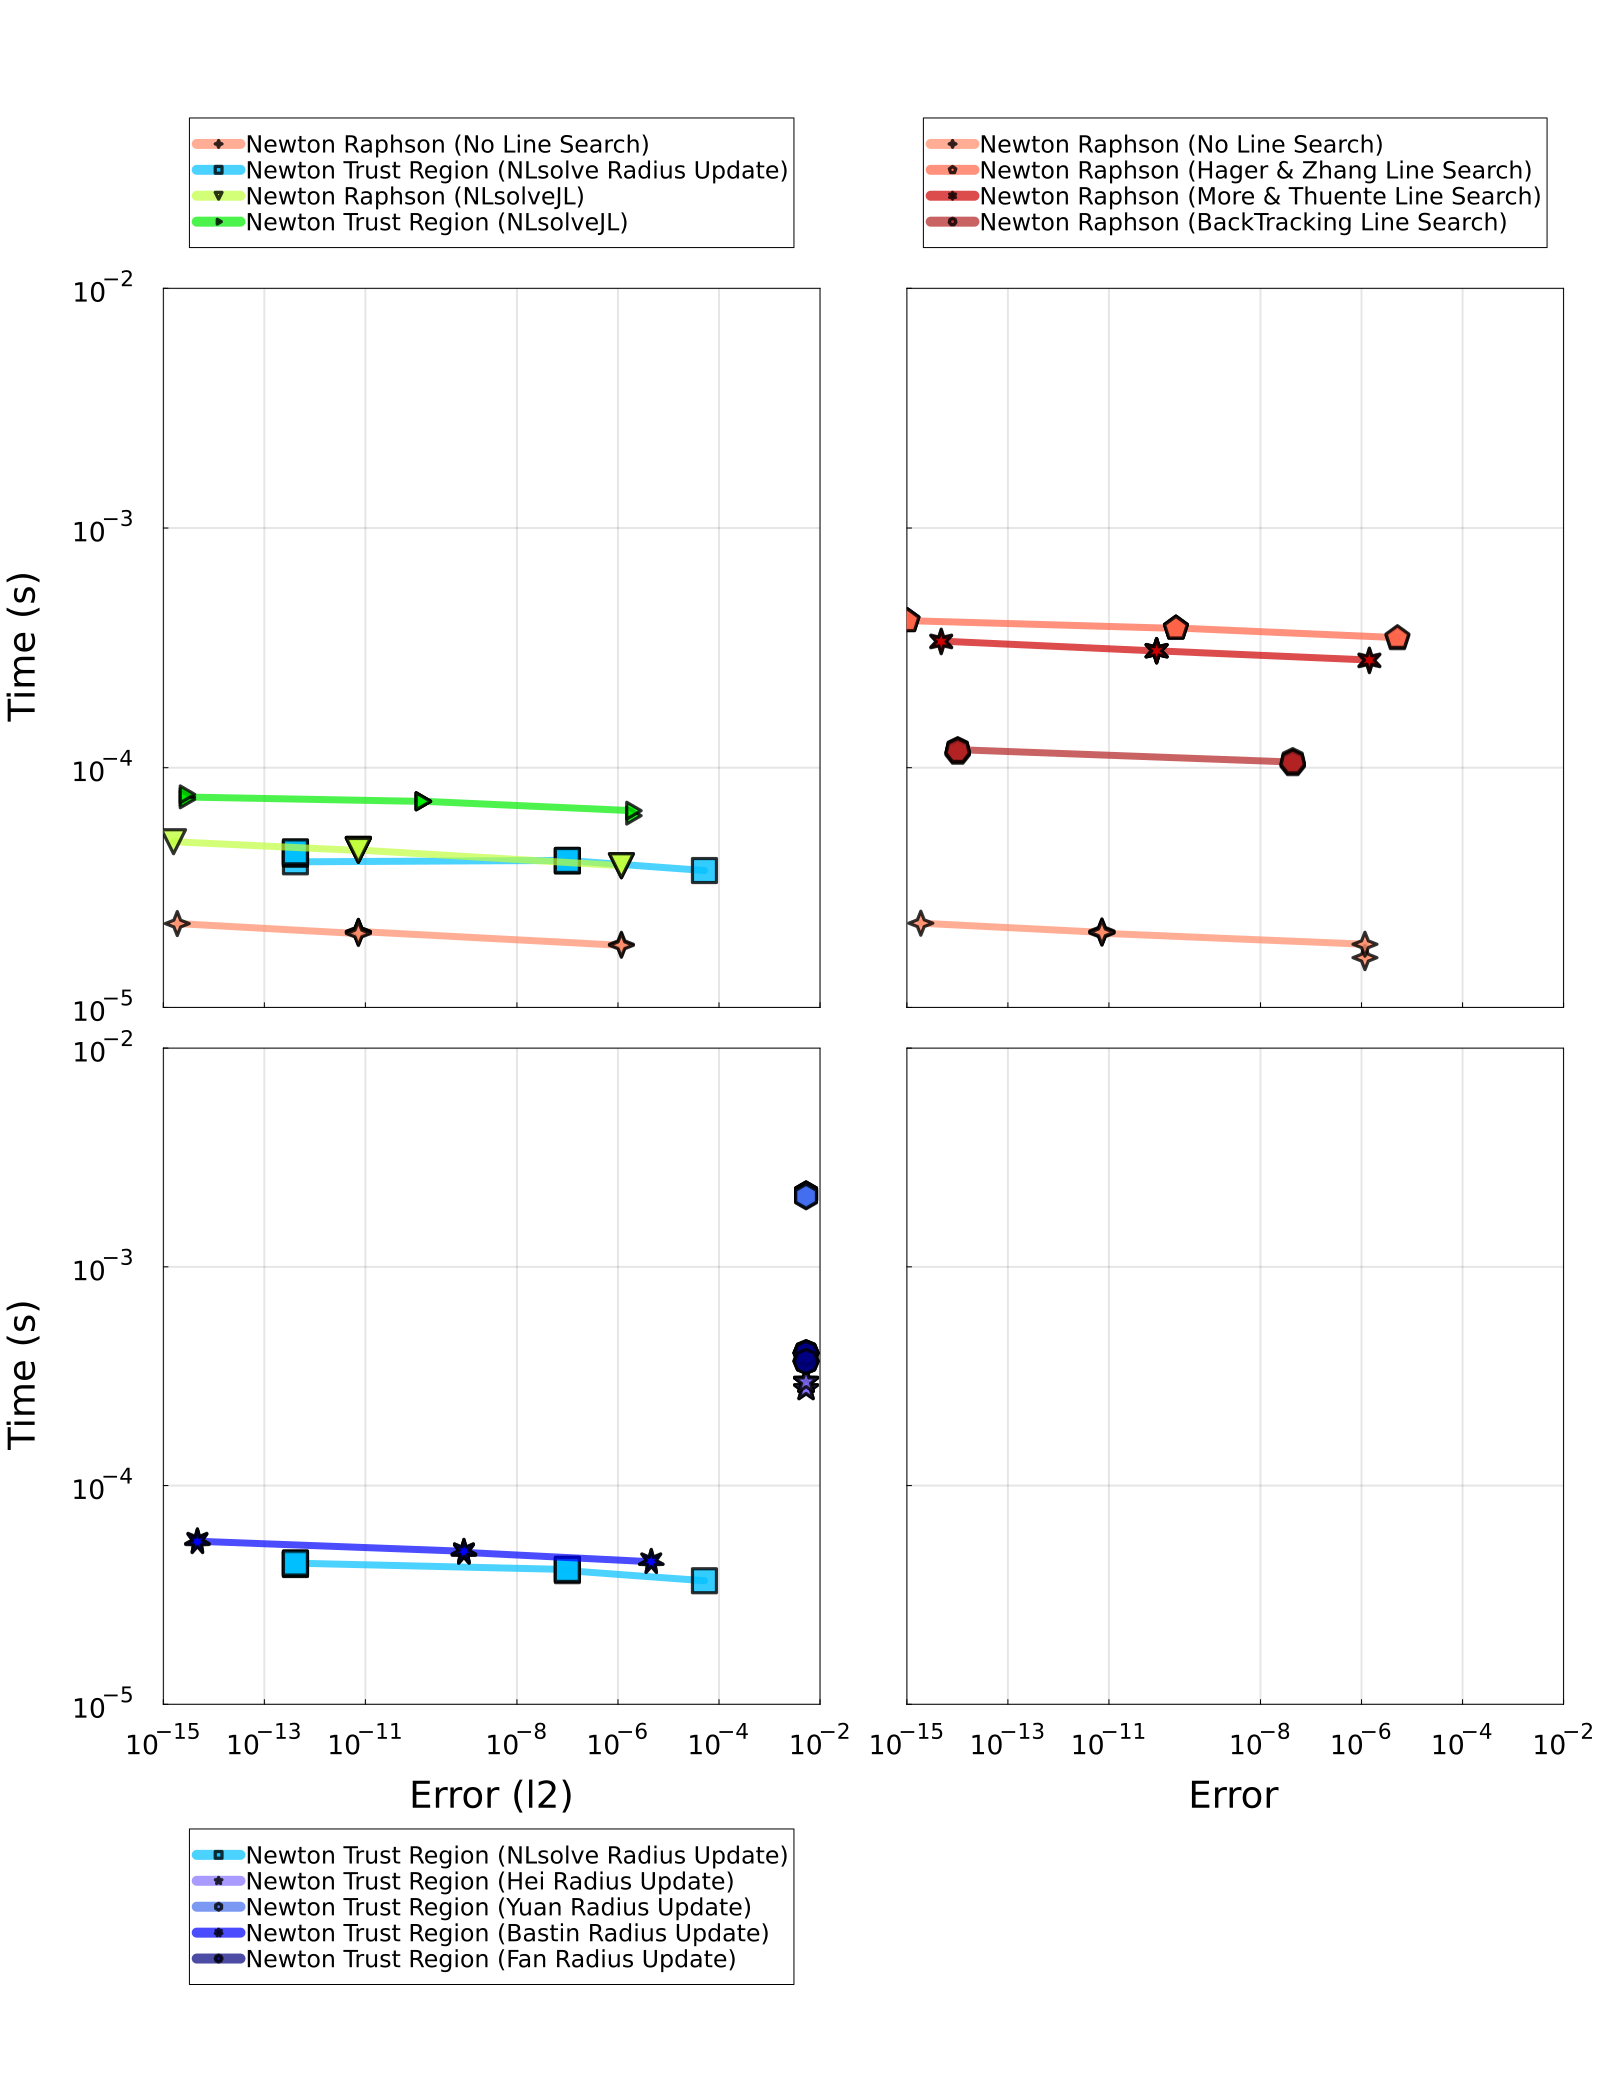 Newton Raphson (No Line Search)
Newton Trust Region (NLsolve Radius Update)
Newton Raphson (NLsolveJL)
Newton Trust Region (NLsolveJL)
Newton Raphson (No Line Search)
Newton Raphson (Hager & Zhang Line Search)
Newton Raphson (More & Thuente Line Search)
Newton Raphson (BackTracking Line Search)
10⁻²
10⁻³
10⁻⁴
10⁻⁵
Time (s)
10⁻²
10⁻³
10⁻⁴
10⁻⁵
Time (s)
10⁻¹⁵ 10⁻¹³ 10⁻¹¹ 10⁻⁸ 10⁻⁶ 10⁻⁴ 10⁻²
Error (l2)
10⁻¹⁵ 10⁻¹³ 10⁻¹¹ 10⁻⁸ 10⁻⁶ 10⁻⁴ 10⁻²
Error
Newton Trust Region (NLsolve Radius Update)
Newton Trust Region (Hei Radius Update)
Newton Trust Region (Yuan Radius Update)
Newton Trust Region (Bastin Radius Update)
Newton Trust Region (Fan Radius Update)